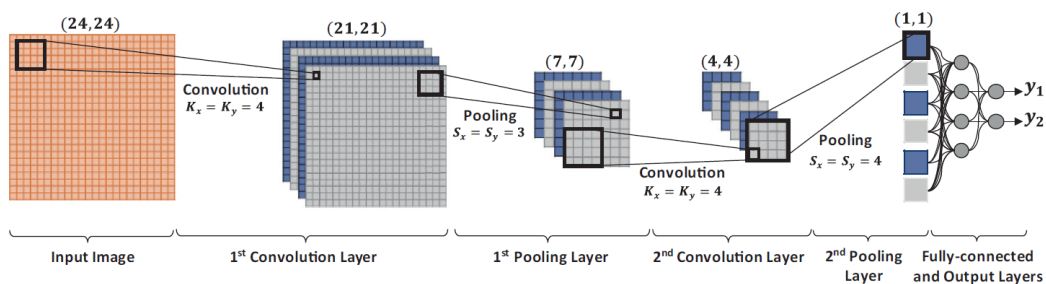 (24,24)
(21,21)
(7,7)
(4,4)
(1,1)
Convolution
K_x = K_y = 4
Pooling
S_x = S_y = 3
Convolution
K_x = K_y = 4
Pooling
S_x = S_y = 4
y_1
y_2
Input Image
1st Convolution Layer
1st Pooling Layer
2nd Convolution Layer
2nd Pooling
Layer
Fully-connected
and Output Layers